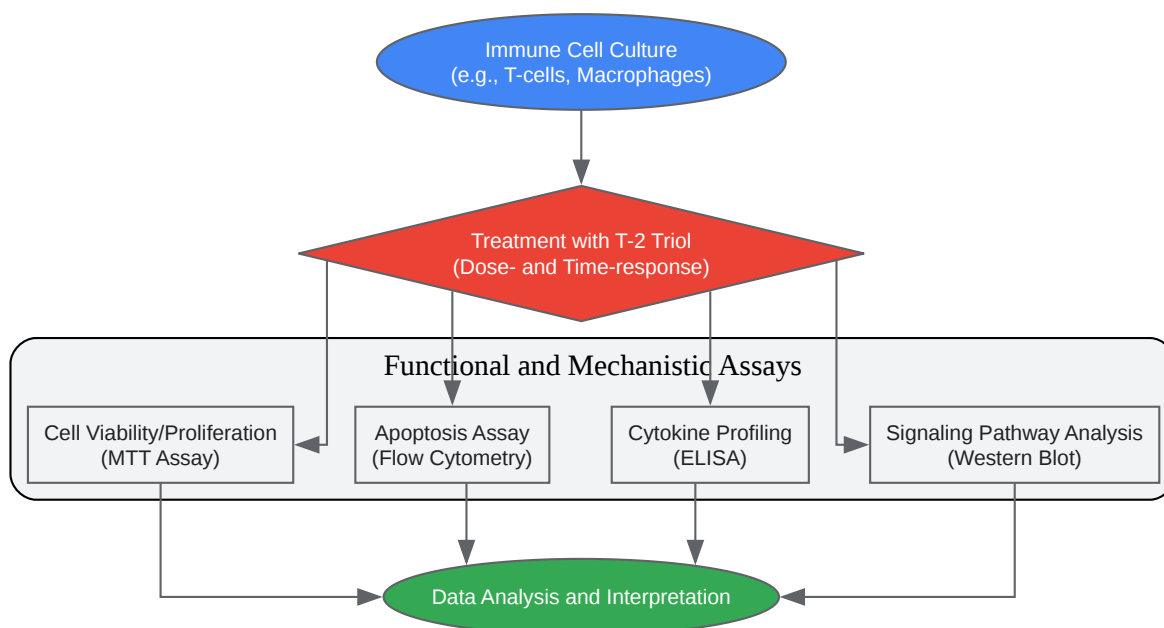 Immune Cell Culture
(e.g., T-cells, Macrophages)
Treatment with T-2 Triol
(Dose- and Time-response)
Functional and Mechanistic Assays
Cell Viability/Proliferation
(MTT Assay)
Apoptosis Assay
(Flow Cytometry)
Cytokine Profiling
(ELISA)
Signaling Pathway Analysis
(Western Blot)
Data Analysis and Interpretation